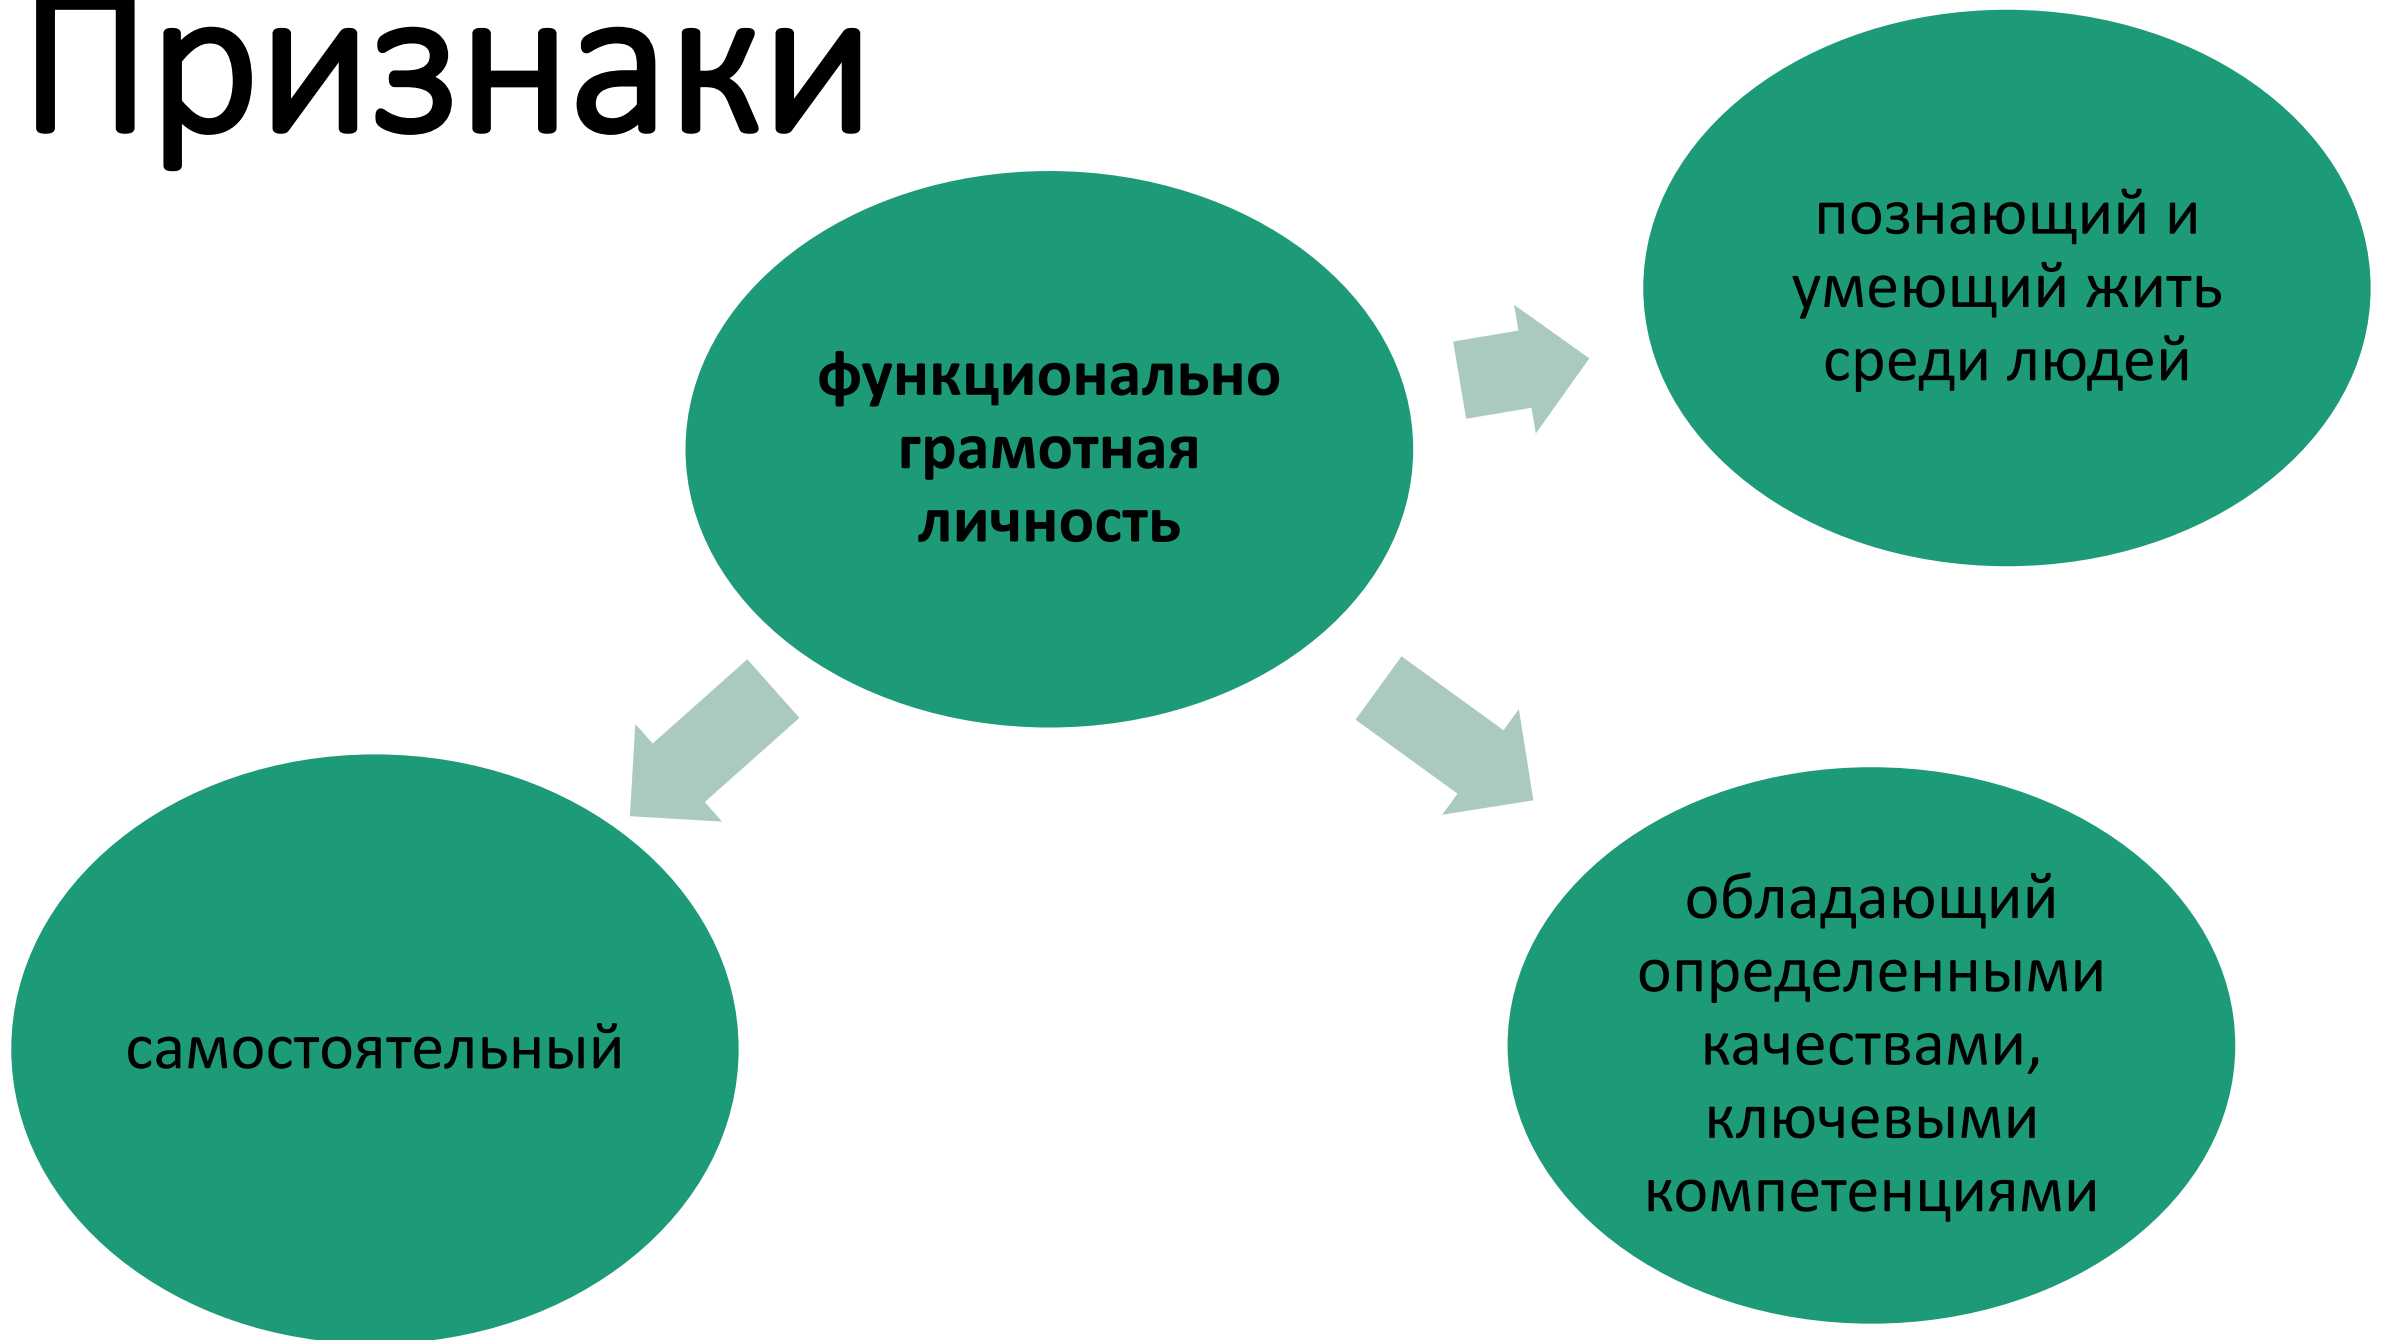 Признаки
функционально
грамотная
личность
познающий и
умеющий жить
среди людей
самостоятельный
обладающий
определенными
качествами,
ключевыми
компетенциями